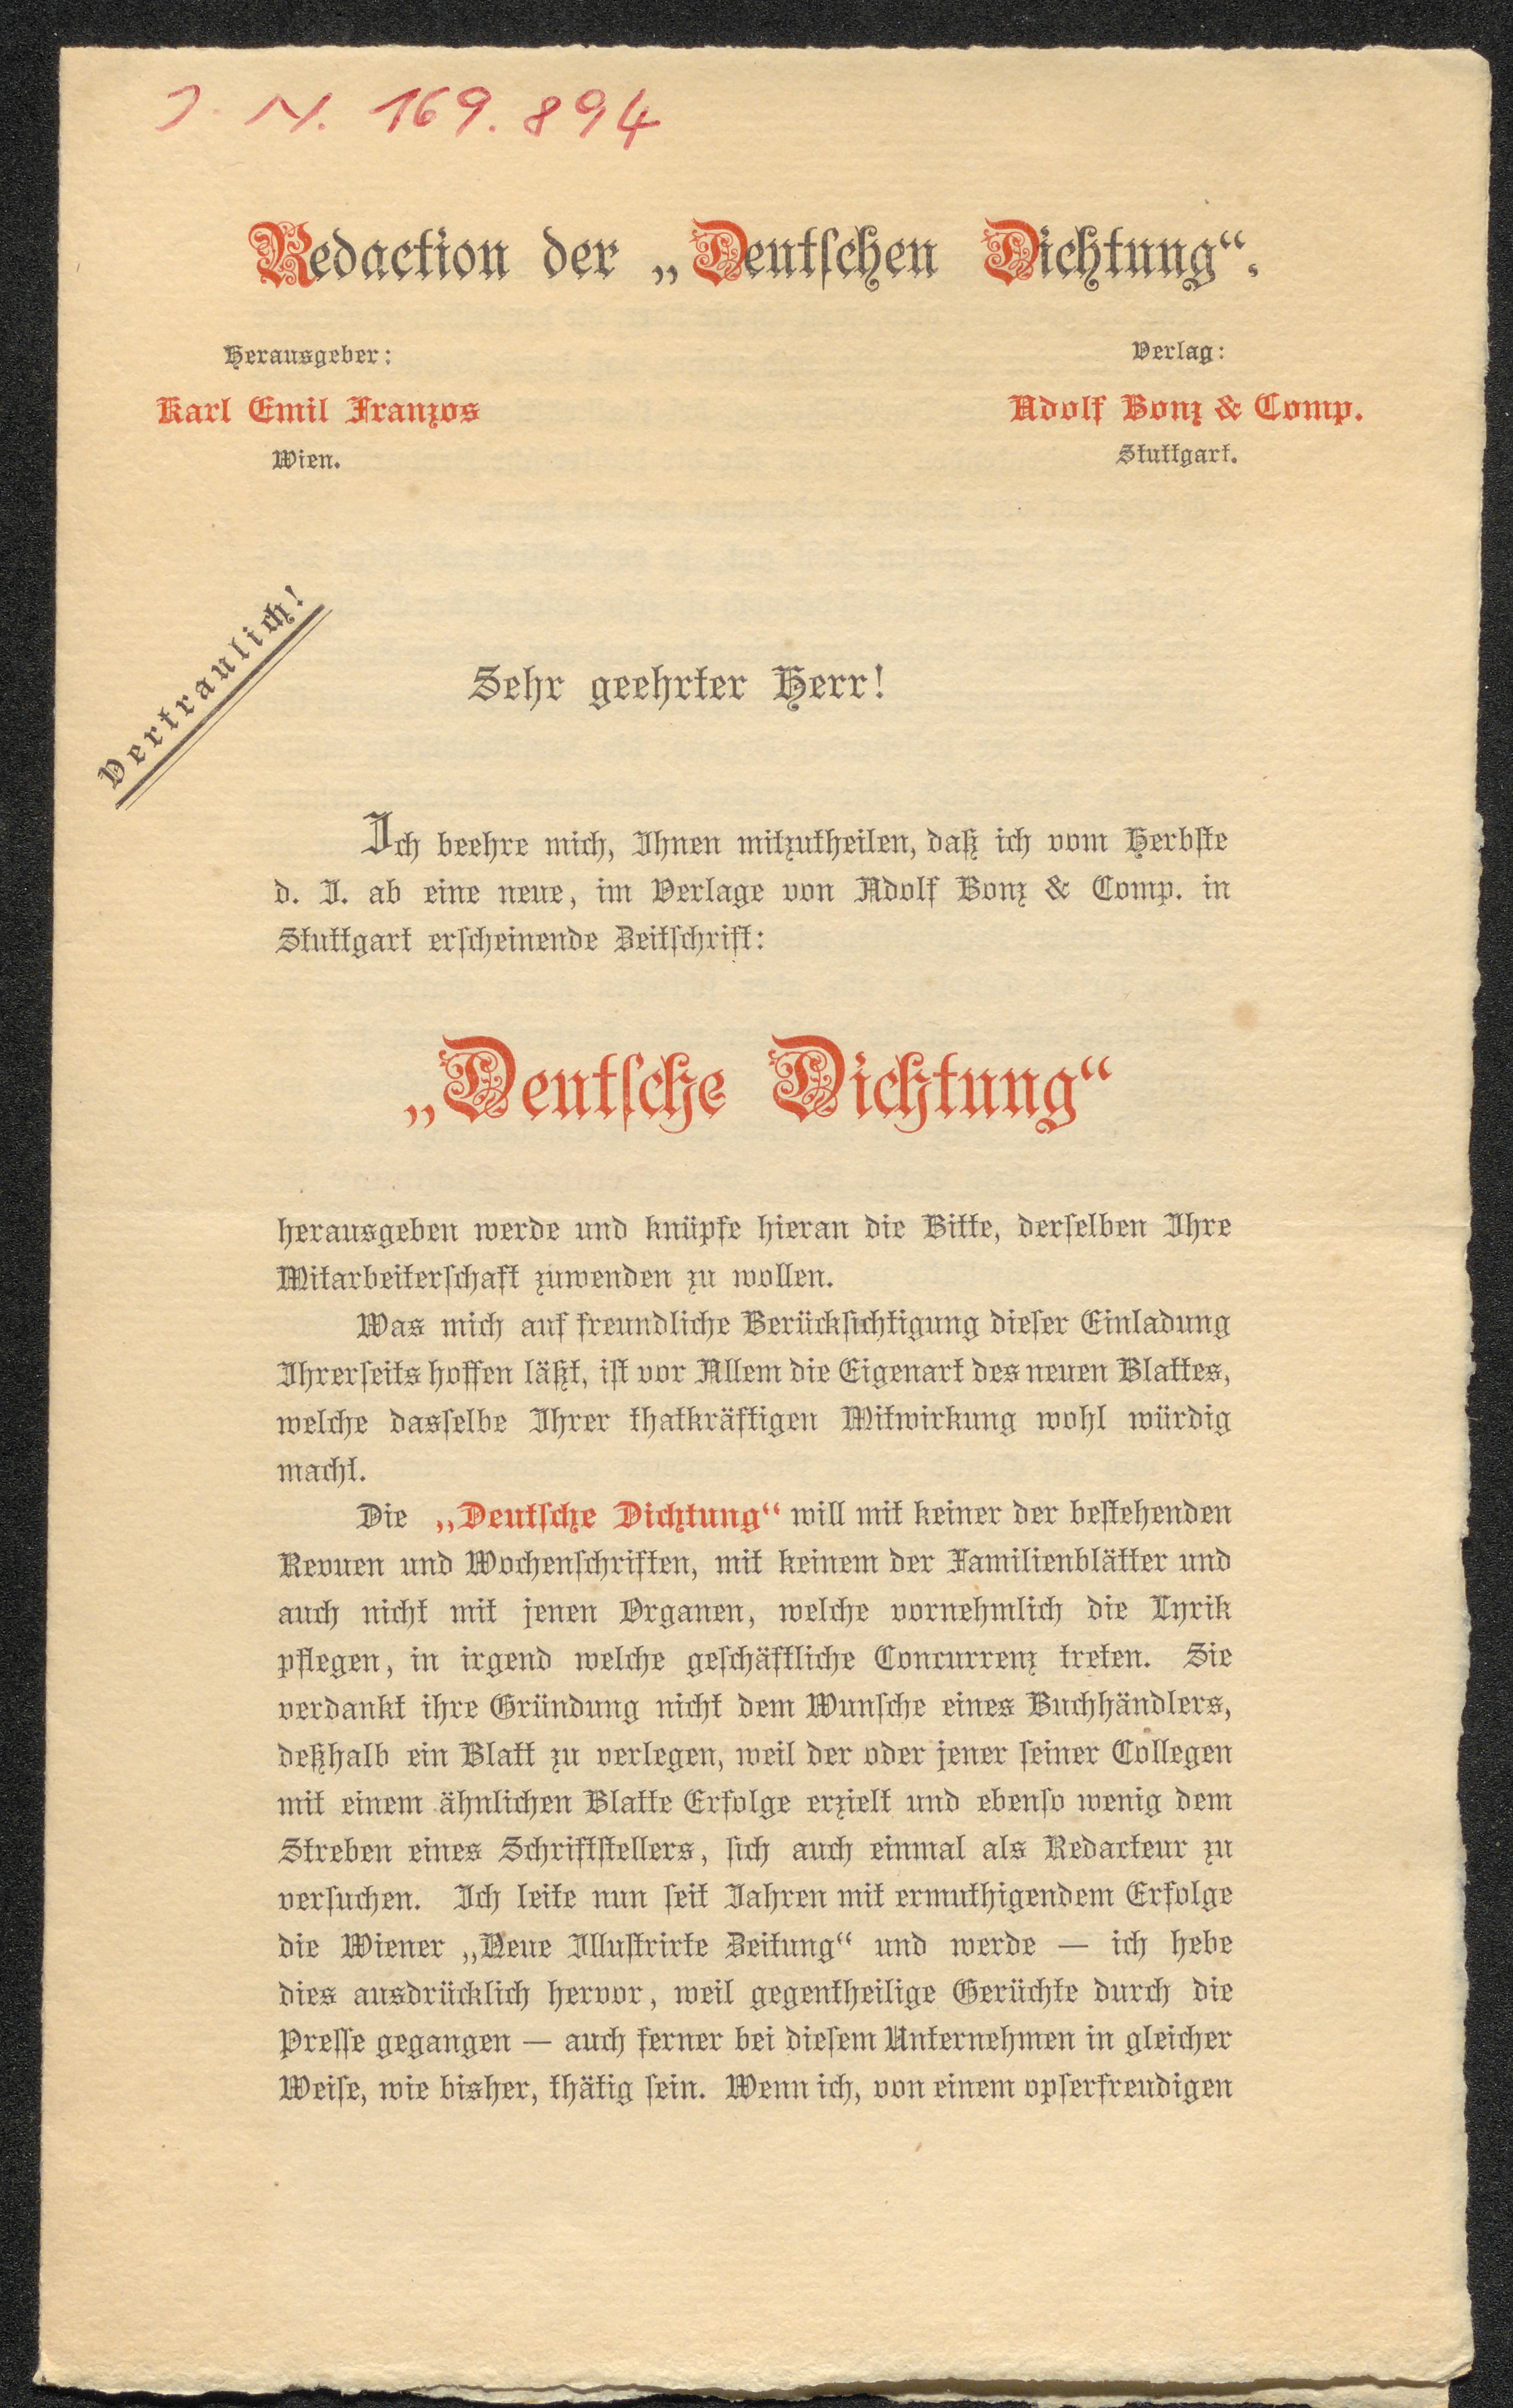 J. N. 169.894
Redaction der „Deutschen Dichtung“.
Herausgeber:
Karl Emil Franzos
Wien.
Verlag:
Adolf Bonz & Comp.
Stuttgart.
Vertraulich!
Sehr geehrter Herr!
Ich beehre mich, Ihnen mitzutheilen, daß ich vom Herbste
d. J. ab eine neue, im Verlage von Adolf Bonz & Comp. in
Stuttgart erscheinende Zeitschrift:
„Deutsche Dichtung“
herausgeben werde und knüpfe hieran die Bitte, derselben Ihre
Mitarbeiterschaft zuwenden zu wollen.
Was mich auf freundliche Berücksichtigung dieser Einladung
Ihrerseits hoffen läßt, ist vor Allem die Eigenart des neuen Blattes,
welche dasselbe Ihrer thatkräftigen Mitwirkung wohl würdig
macht.
Die „Deutsche Dichtung“ will mit keiner der bestehenden
Revuen und Wochenschriften, mit keinem der Familienblätter und
auch nicht mit jenen Organen, welche vornehmlich die Lyrik
pflegen, in irgend welche geschäftliche Concurrenz treten. Sie
verdankt ihre Gründung nicht dem Wunsche eines Buchhändlers,
deßhalb ein Blatt zu verlegen, weil der oder jener seiner Collegen
mit einem ähnlichen Blatte Erfolge erzielt und ebenso wenig dem
Streben eines Schriftstellers, sich auch einmal als Redacteur zu
versuchen. Ich leite nun seit Jahren mit ermuthigendem Erfolge
die Wiener „Neue Illustrirte Zeitung“ und werde — ich hebe
dies ausdrücklich hervor, weil gegentheilige Gerüchte durch die
Presse gegangen — auch ferner bei diesem Unternehmen in gleicher
Weise, wie bisher, thätig sein. Wenn ich, von einem opferfreudigen